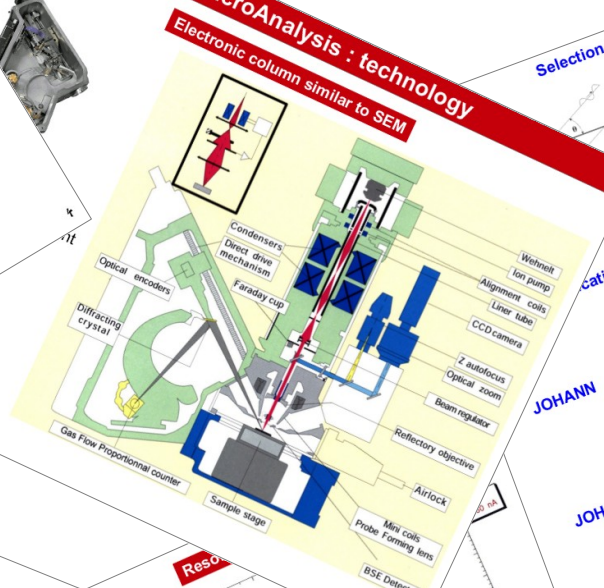 croAnalysis : technology
Electronic column similar to SEM
Selection
Condensers
Direct drive
mechanism
Optical encoders
Faraday cup
Diffracting
crystal
Gas Flow Proportionnal counter
Sample stage
Wehnelt
Ion pump
Alignment coils
Liner tube
CCD camera
Z autofocus
Optical zoom
Beam regulator
Reflectory objective
Airlock
Mini coils
Probe Forming lens
BSE Detec
JOHANN
JOH
nA
Reso